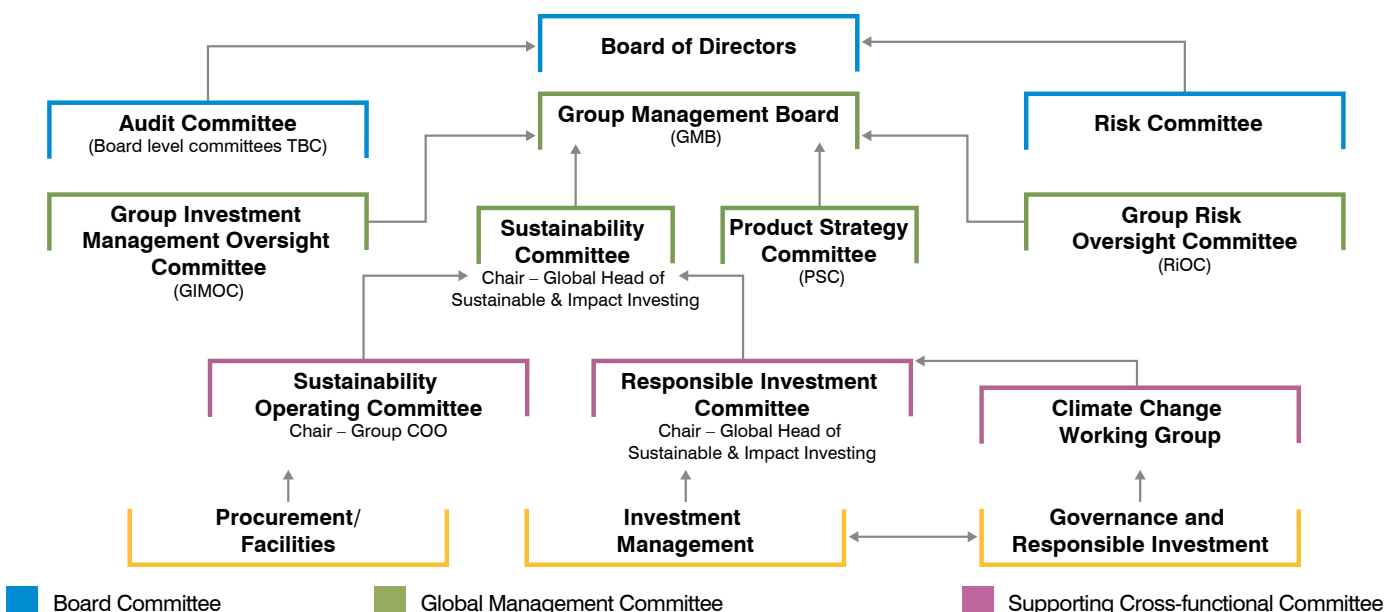 Board of Directors
Audit Committee
(Board level committees TBC)
Group Management Board
(GMB)
Risk Committee
Group Investment
Management Oversight
Committee
(GIMOC)
Sustainability
Committee
Chair – Global Head of
Sustainable & Impact Investing
Product Strategy
Committee
(PSC)
Group Risk
Oversight Committee
(RiOC)
Sustainability
Operating Committee
Chair – Group COO
Responsible Investment
Committee
Chair – Global Head of
Sustainable & Impact Investing
Climate Change
Working Group
Procurement/
Facilities
Investment
Management
Governance and
Responsible Investment
Board Committee
Global Management Committee
Supporting Cross-functional Committee